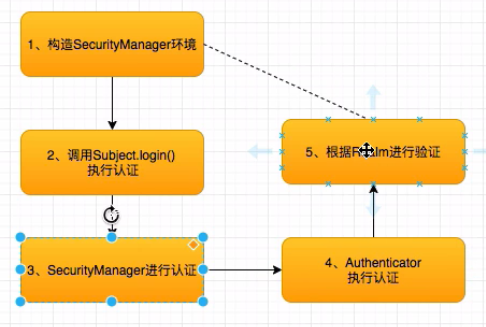 1、构造SecurityManager环境
2、调用Subject.login()
执行认证
3、SecurityManager进行认证
4、Authenticator
执行认证
5、根据Realm进行验证